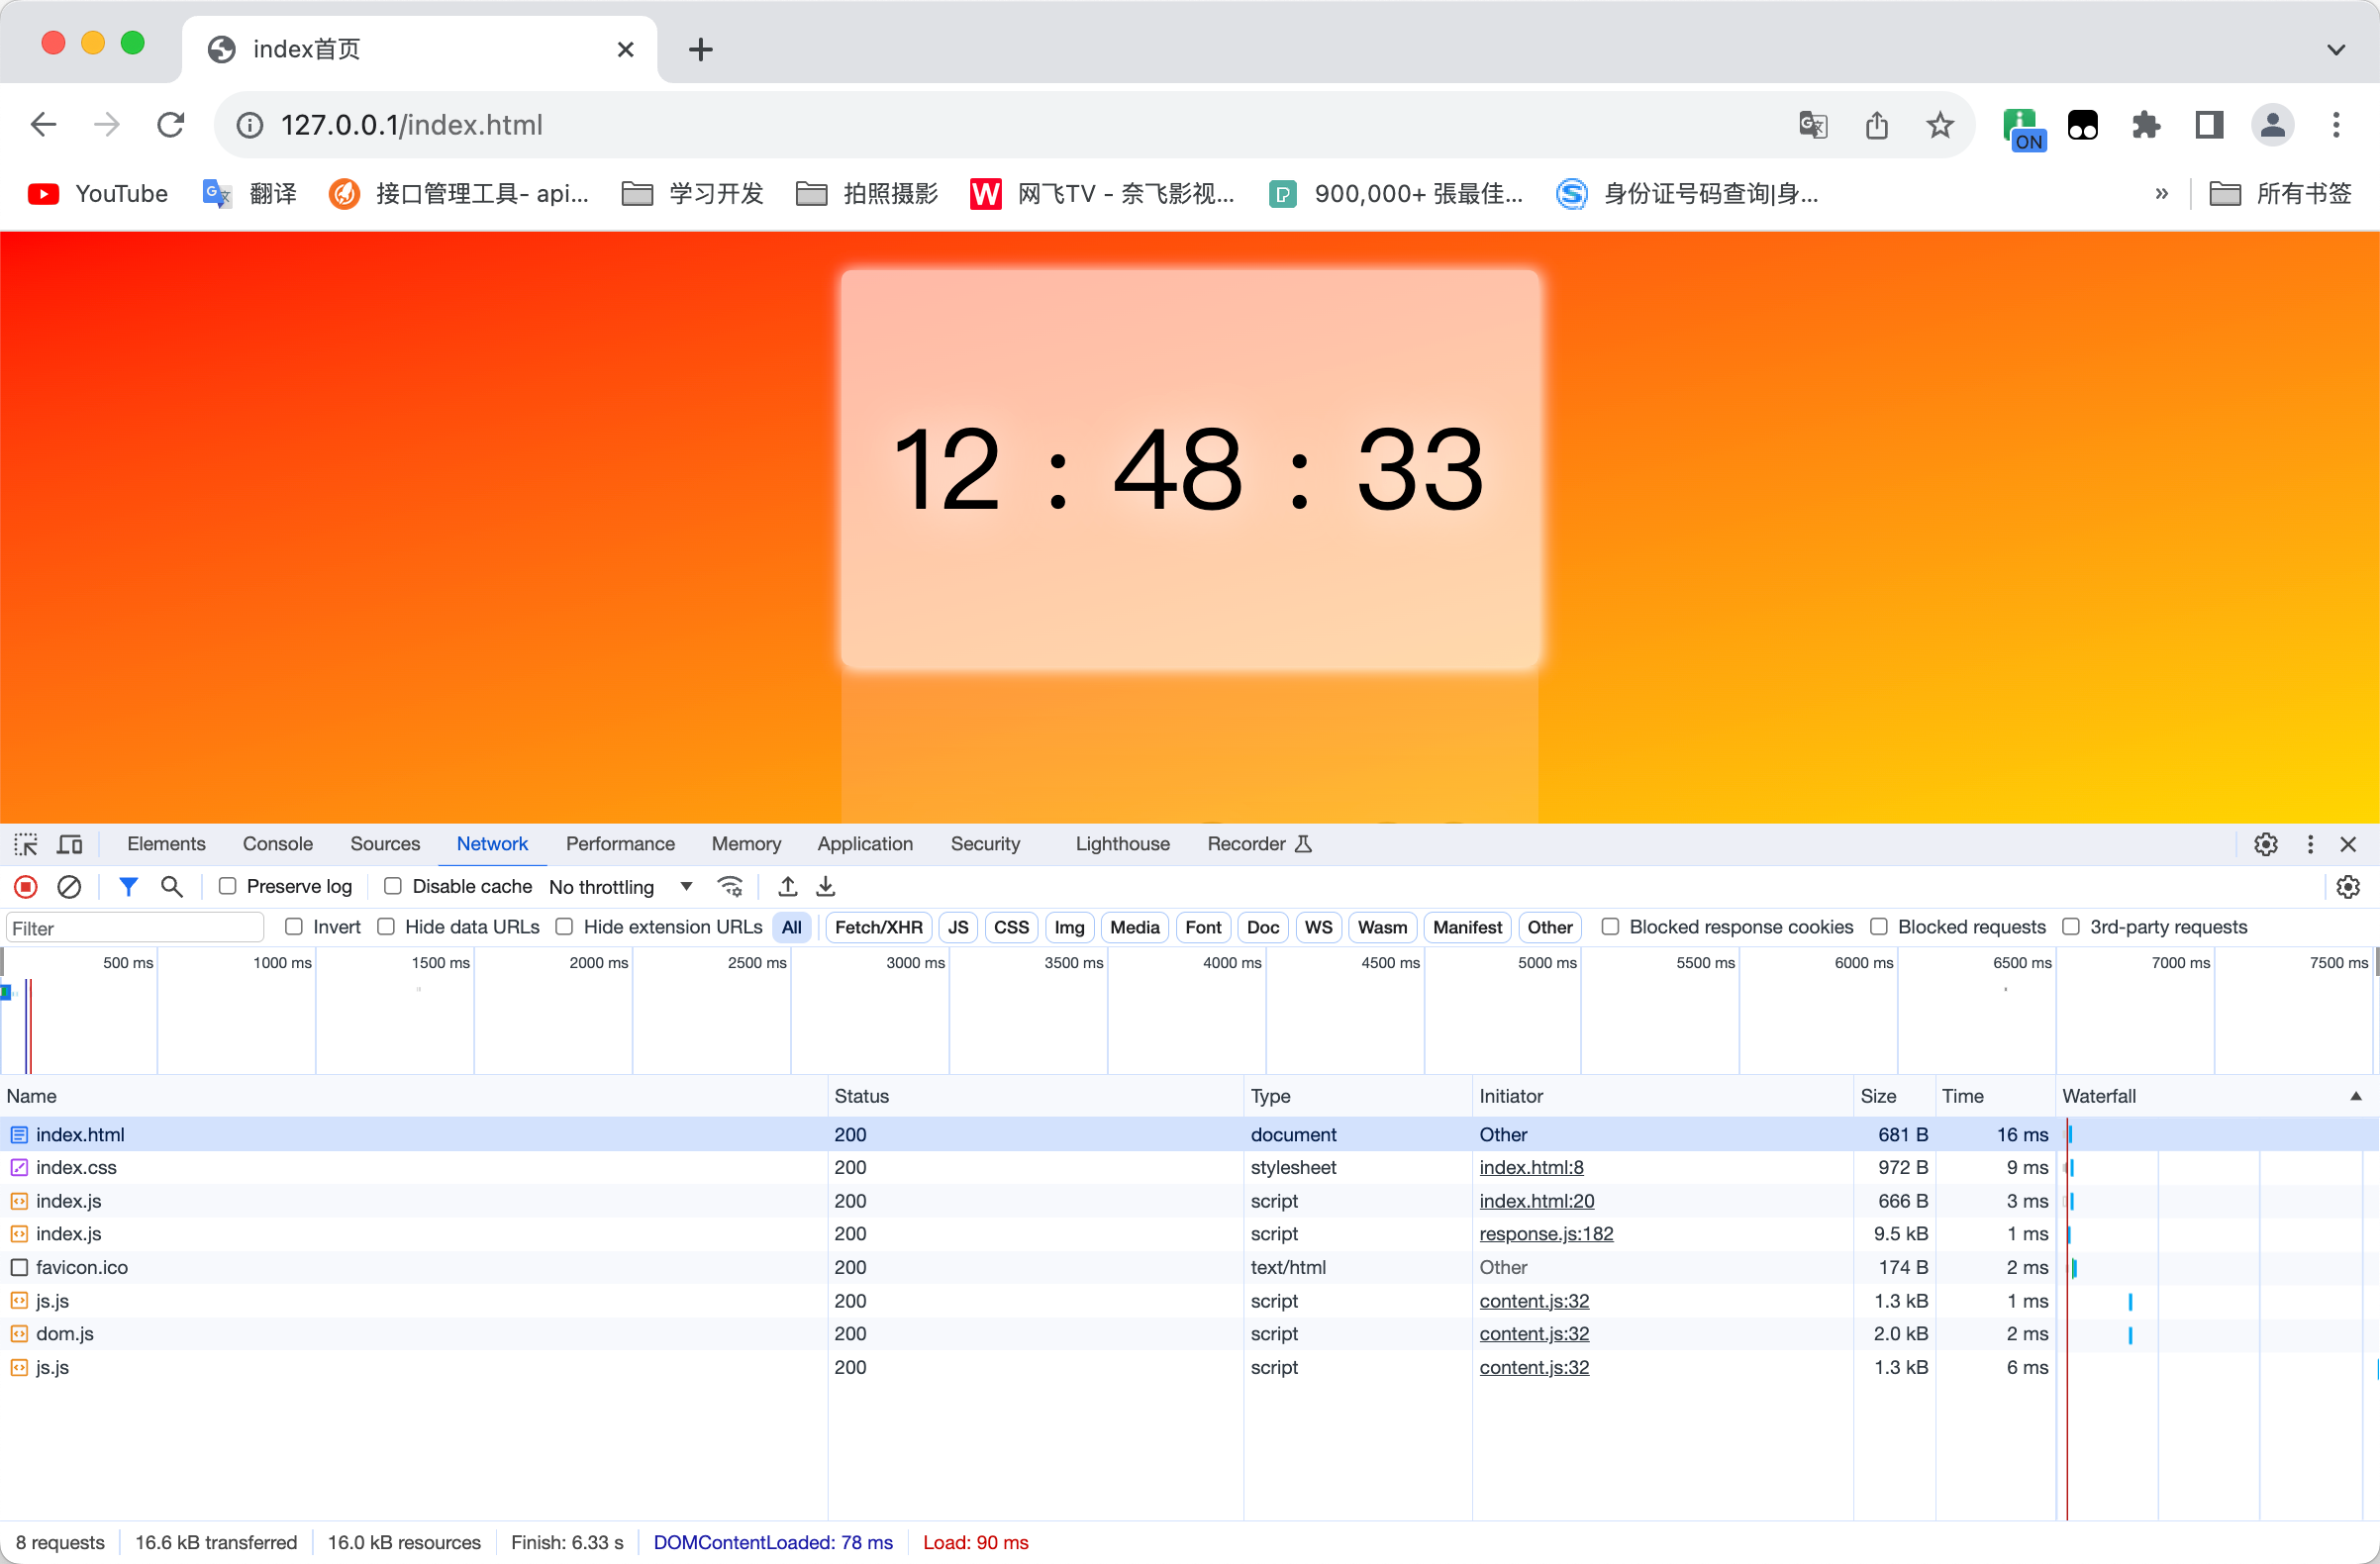 index首页
127.0.0.1/index.html
ON
YouTube 翻译 接口管理工具- api... 学习开发 拍照摄影 网飞TV - 奈飞影视... 900,000+ 張最佳... 身份证号码查询|身... » 所有书签
12 : 48 : 33
Elements Console Sources Network Performance Memory Application Security Lighthouse Recorder
Preserve log Disable cache No throttling
Filter Invert Hide data URLs Hide extension URLs All Fetch/XHR JS CSS Img Media Font Doc WS Wasm Manifest Other Blocked response cookies Blocked requests 3rd-party requests
500 ms 1000 ms 1500 ms 2000 ms 2500 ms 3000 ms 3500 ms 4000 ms 4500 ms 5000 ms 5500 ms 6000 ms 6500 ms 7000 ms 7500 ms
Name Status Type Initiator Size Time Waterfall
index.html 200 document Other 681 B 16 ms
index.css 200 stylesheet index.html:8 972 B 9 ms
index.js 200 script index.html:20 666 B 3 ms
index.js 200 script response.js:182 9.5 kB 1 ms
favicon.ico 200 text/html Other 174 B 2 ms
js.js 200 script content.js:32 1.3 kB 1 ms
dom.js 200 script content.js:32 2.0 kB 2 ms
js.js 200 script content.js:32 1.3 kB 6 ms
8 requests 16.6 kB transferred 16.0 kB resources Finish: 6.33 s DOMContentLoaded: 78 ms Load: 90 ms